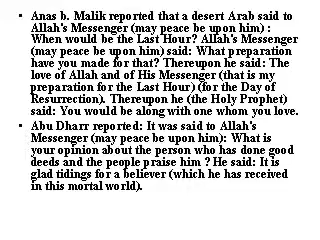 • Anas b. Malik reported that a desert Arab said to
Allah's Messenger (may peace be upon him) :
When would be the Last Hour? Allah's Messenger
(may peace be upon him) said: What preparation
have you made for that? Thereupon he said: The
love of Allah and of His Messenger (that is my
preparation for the Last Hour) (for the Day of
Resurrection). Thereupon he (the Holy Prophet)
said: You would be along with one whom you love.
• Abu Dharr reported: It was said to Allah's
Messenger (may peace be upon him): What is
your opinion about the person who has done good
deeds and the people praise him ? He said: It is
glad tidings for a believer (which he has received
in this mortal world).